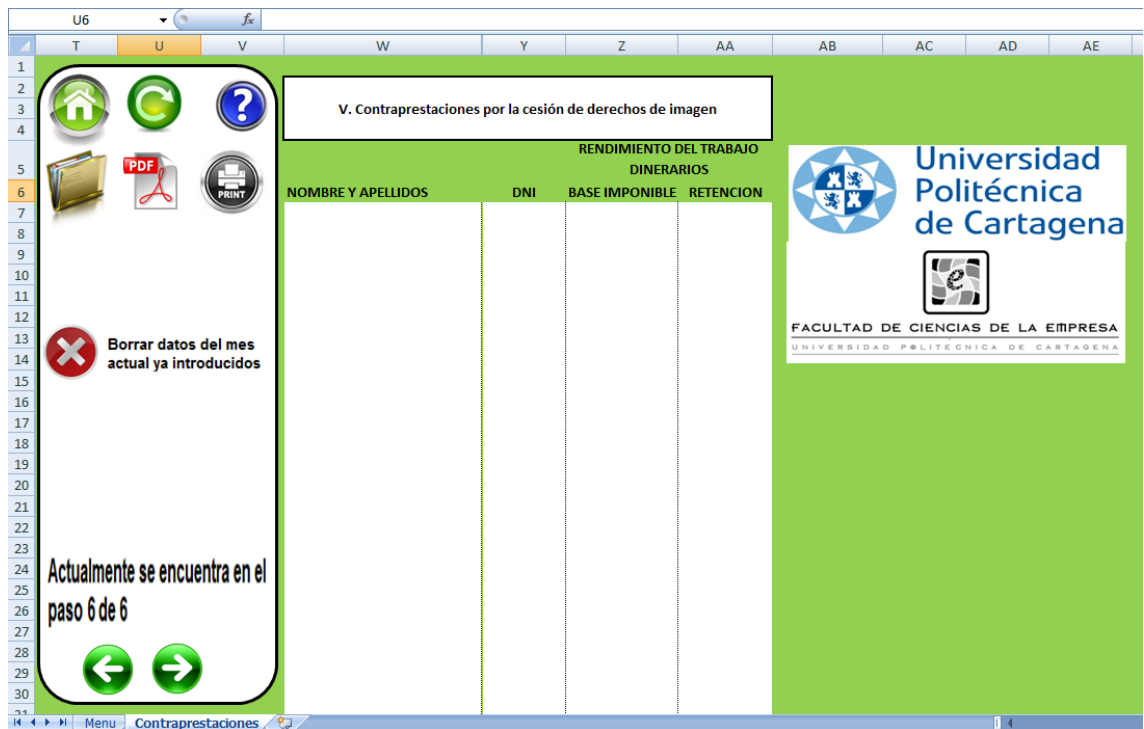 U6
fx
T U V W Y Z AA AB AC AD AE
1
2
3
4
5
6
7
8
9
10
11
12
13
14
15
16
17
18
19
20
21
22
23
24
25
26
27
28
29
30
31
?
PDF
PRINT
Borrar datos del mes
actual ya introducidos
Actualmente se encuentra en el
paso 6 de 6
V. Contraprestaciones por la cesión de derechos de imagen
RENDIMIENTO DEL TRABAJO
DINERARIOS
NOMBRE Y APELLIDOS DNI BASE IMPONIBLE RETENCION
Universidad
Politécnica
de Cartagena
e
FACULTAD DE CIENCIAS DE LA EMPRESA
UNIVERSIDAD POLITÉCNICA DE CARTAGENA
Menu Contraprestaciones